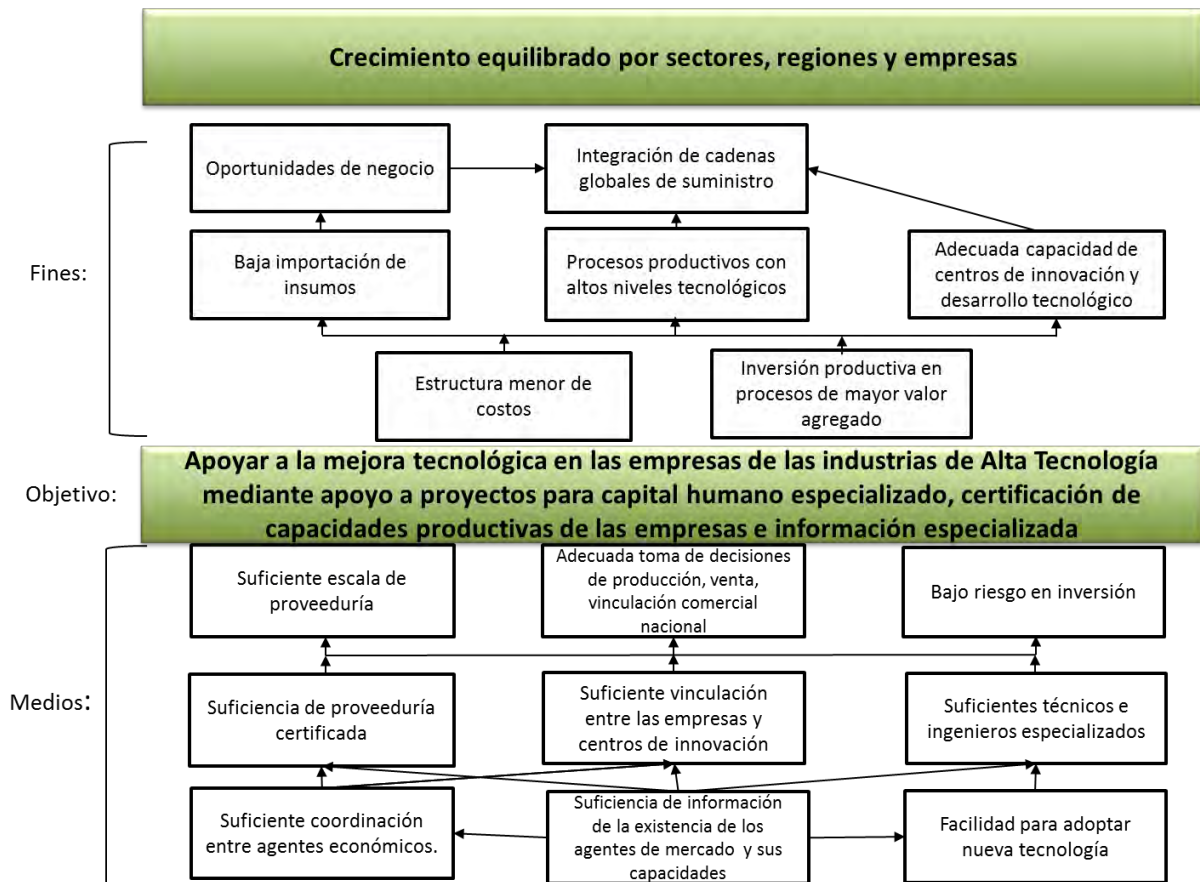 Crecimiento equilibrado por sectores, regiones y empresas
Fines:
Oportunidades de negocio
Integración de cadenas
globales de suministro
Baja importación de
insumos
Procesos productivos con
altos niveles tecnológicos
Adecuada capacidad de
centros de innovación y
desarrollo tecnológico
Estructura menor de
costos
Inversión productiva en
procesos de mayor valor
agregado
Objetivo:
Apoyar a la mejora tecnológica en las empresas de las industrias de Alta Tecnología
mediante apoyo a proyectos para capital humano especializado, certificación de
capacidades productivas de las empresas e información especializada
Medios:
Suficiente escala de
proveeduría
Adecuada toma de decisiones
de producción, venta,
vinculación comercial
nacional
Bajo riesgo en inversión
Suficiencia de proveeduría
certificada
Suficiente vinculación
entre las empresas y
centros de innovación
Suficientes técnicos e
ingenieros especializados
Suficiente coordinación
entre agentes económicos.
Suficiencia de información
de la existencia de los
agentes de mercado y sus
capacidades
Facilidad para adoptar
nueva tecnología